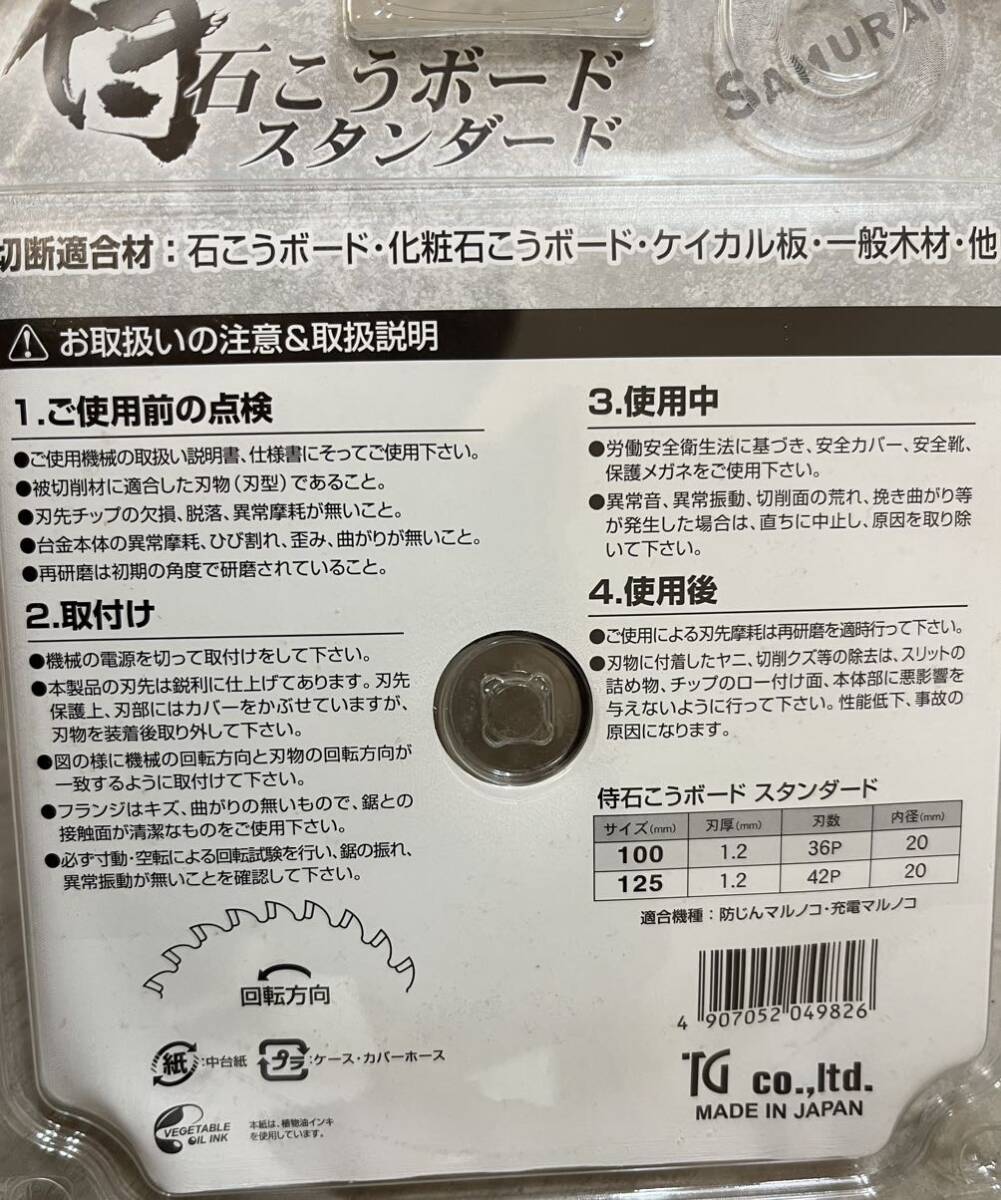 侍 石こうボード
スタンダード
SAMURAI
切断適合材：石こうボード・化粧石こうボード・ケイカル板・一般木材・他
お取扱いの注意&取扱説明
1.ご使用前の点検
●ご使用機械の取扱い説明書、仕様書にそってご使用下さい。
●被切削材に適合した刃物（刃型）であること。
●刃先チップの欠損、脱落、異常摩耗が無いこと。
●台金本体の異常摩耗、ひび割れ、歪み、曲がりが無いこと。
●再研磨は初期の角度で研磨されていること。
2.取付け
●機械の電源を切って取付けをして下さい。
●本製品の刃先は鋭利に仕上げてあります。刃先
保護上、刃部にはカバーをかぶせていますが、
刃物を装着後取り外して下さい。
●図の様に機械の回転方向と刃物の回転方向が
一致するように取付けて下さい。
●フランジはキズ、曲がりの無いもので、鋸との
接触面が清潔なものをご使用下さい。
●必ず寸動・空転による回転試験を行い、鋸の振れ、
異常振動が無いことを確認して下さい。
回転方向
紙：中台紙 プラ：ケース・カバーホース
VEGETABLE
OIL INK
本紙は、植物油インキ
を使用しています。
3.使用中
●労働安全衛生法に基づき、安全カバー、安全靴、
保護メガネをご使用下さい。
●異常音、異常振動、切削面の荒れ、挽き曲がり等
が発生した場合は、直ちに中止し、原因を取り除
いて下さい。
4.使用後
●ご使用による刃先摩耗は再研磨を適時行って下さい。
●刃物に付着したヤニ、切削クズ等の除去は、スリットの
詰め物、チップのロー付け面、本体部に悪影響を
与えないように行って下さい。性能低下、事故の
原因になります。
侍石こうボード スタンダード
サイズ(mm) 刃厚(mm) 刃数 内径(mm)
100 1.2 36P 20
125 1.2 42P 20
適合機種：防じんマルノコ・充電マルノコ
4 907052 049826
TG co.,ltd.
MADE IN JAPAN